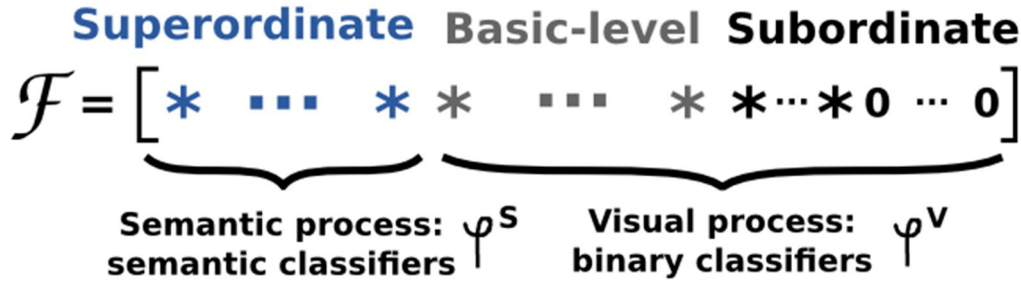 Superordinate Basic-level Subordinate
ℱ = [* ··· * * ··· * *···*0 ··· 0]
Semantic process: φS Visual process: φV
semantic classifiers binary classifiers